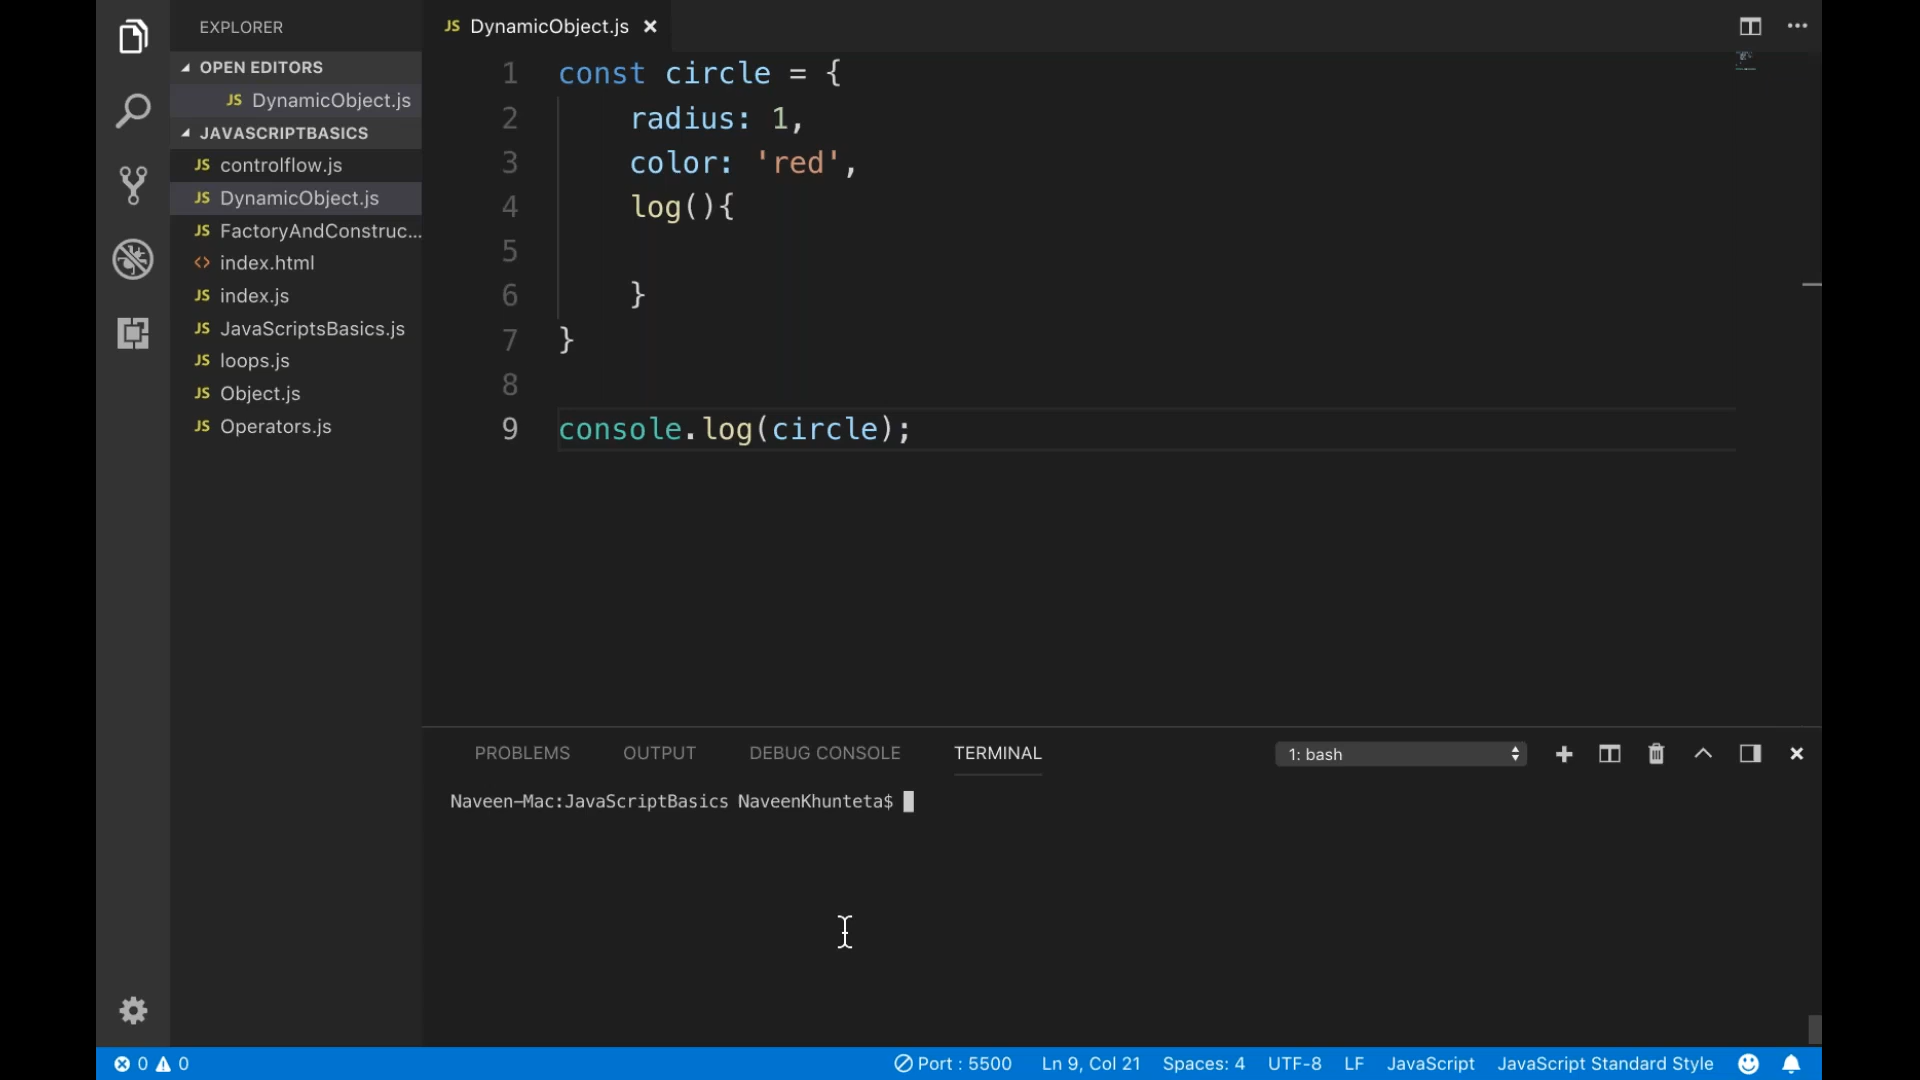 EXPLORER
OPEN EDITORS
JS DynamicObject.js
JAVASCRIPTBASICS
JS controlflow.js
JS DynamicObject.js
JS FactoryAndConstruc...
<> index.html
JS index.js
JS JavaScriptsBasics.js
JS loops.js
JS Object.js
JS Operators.js
JS DynamicObject.js
1 const circle = {
2     radius: 1,
3     color: 'red',
4     log(){
5
6     }
7 }
8
9 console.log(circle);
PROBLEMS OUTPUT DEBUG CONSOLE TERMINAL 1: bash
Naveen-Mac:JavaScriptBasics NaveenKhunteta$
0 0 Port : 5500 Ln 9, Col 21 Spaces: 4 UTF-8 LF JavaScript JavaScript Standard Style